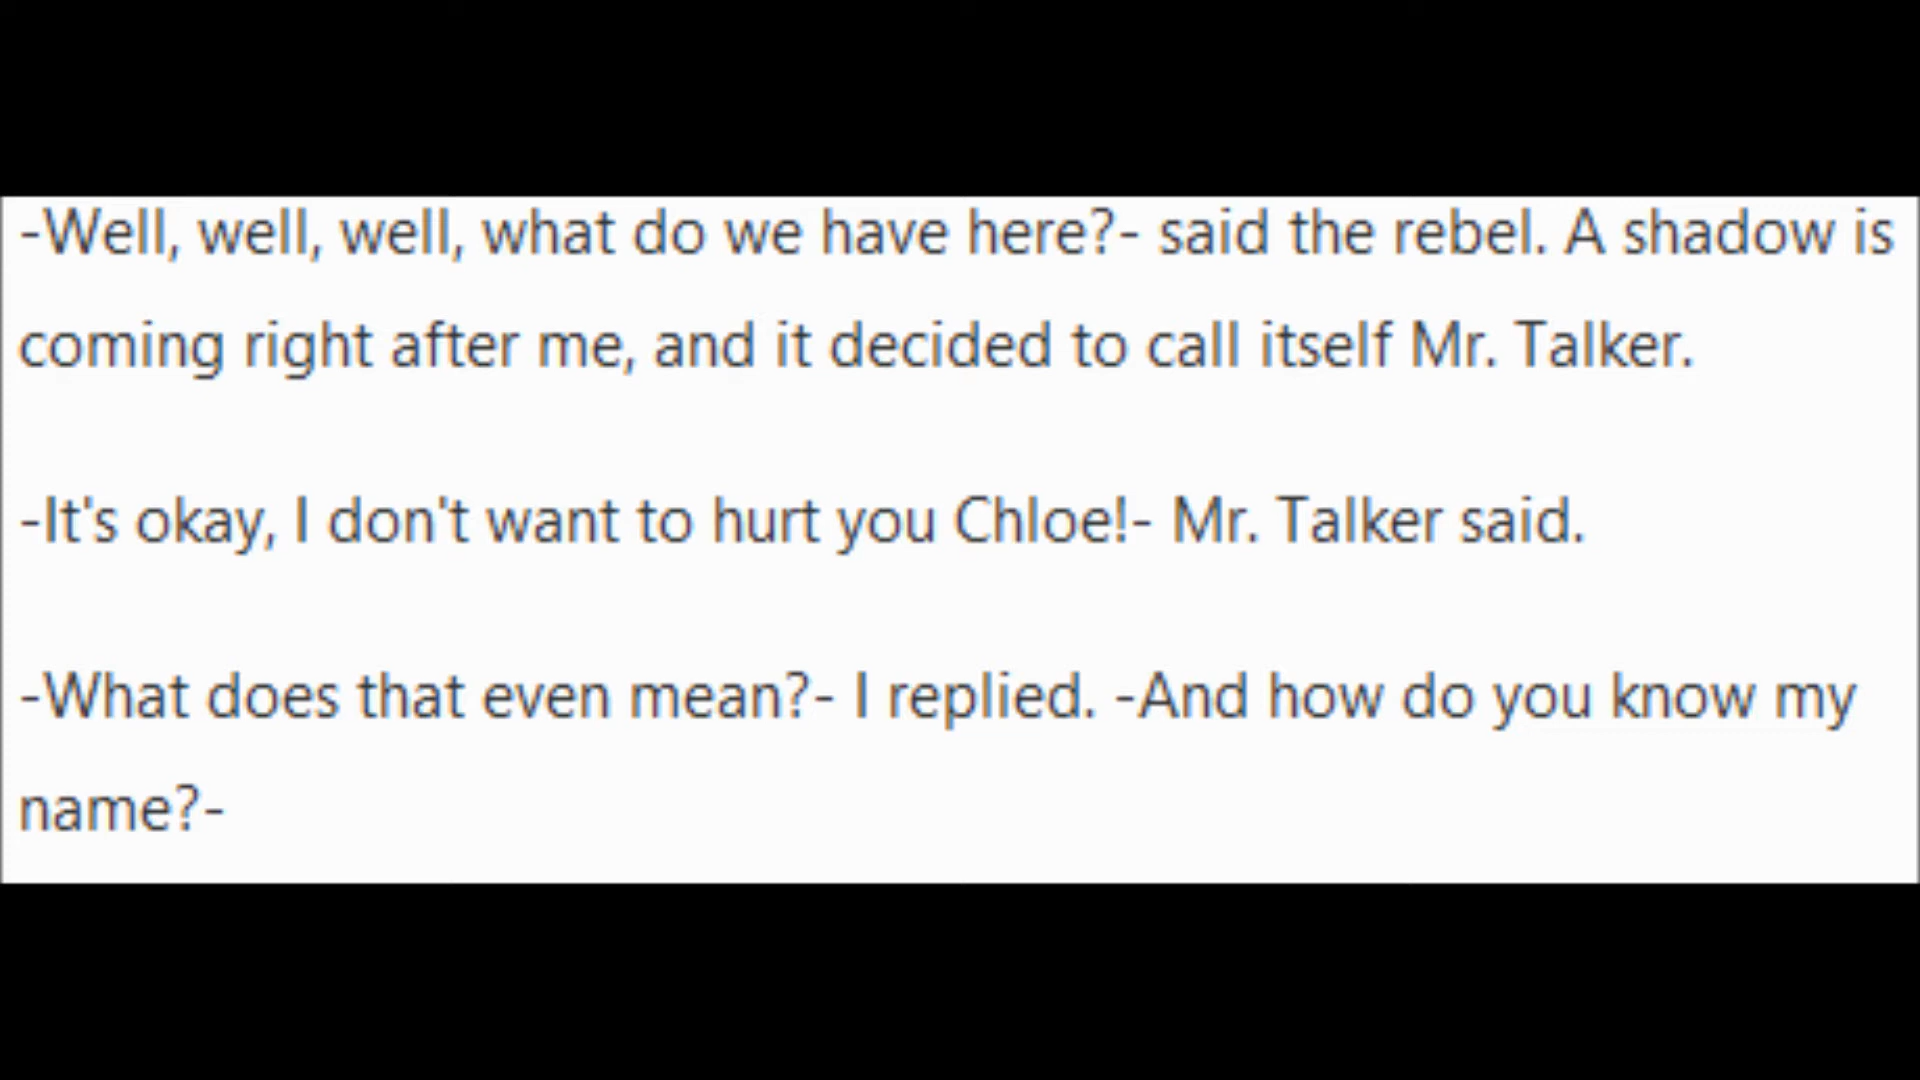 -Well, well, well, what do we have here?- said the rebel. A shadow is
coming right after me, and it decided to call itself Mr. Talker.
-It's okay, I don't want to hurt you Chloe!- Mr. Talker said.
-What does that even mean?- I replied. -And how do you know my
name?-